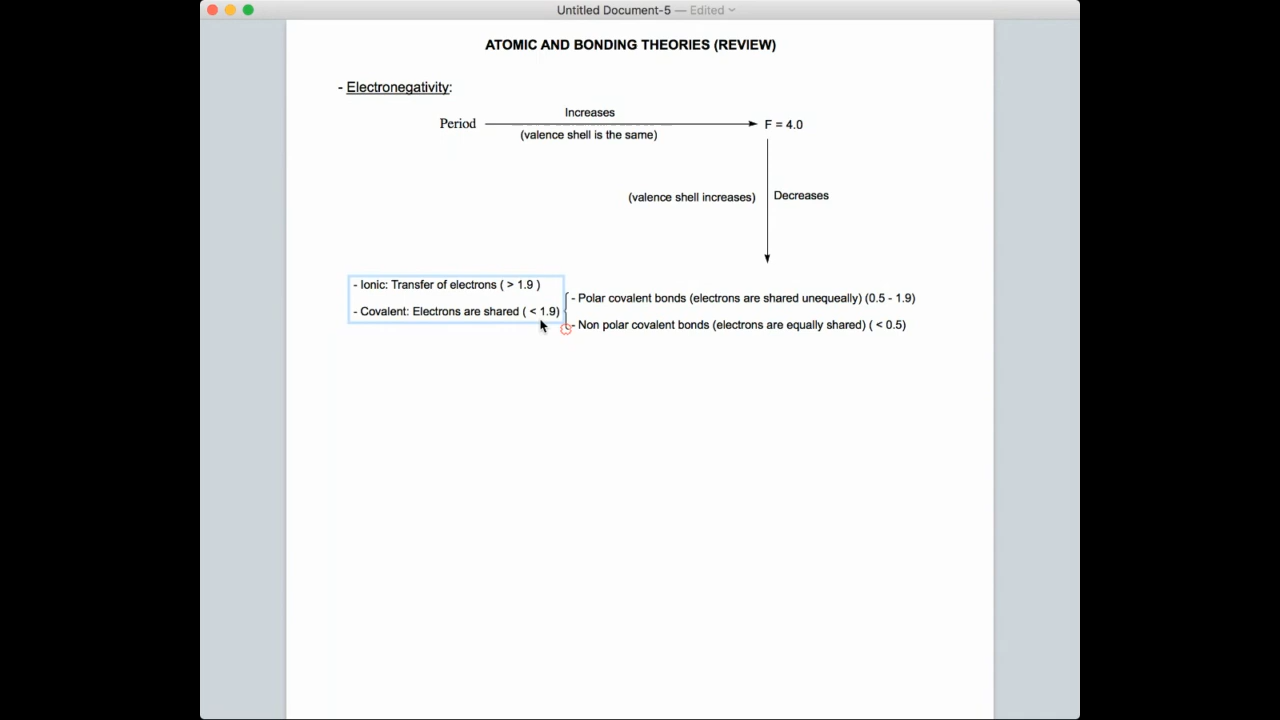 Untitled Document-5 — Edited
ATOMIC AND BONDING THEORIES (REVIEW)
- Electronegativity:
Increases
Period
F = 4.0
(valence shell is the same)
(valence shell increases)
Decreases
- Ionic: Transfer of electrons ( > 1.9 )
- Polar covalent bonds (electrons are shared unequeally) (0.5 - 1.9)
- Covalent: Electrons are shared ( < 1.9)
- Non polar covalent bonds (electrons are equally shared) ( < 0.5)